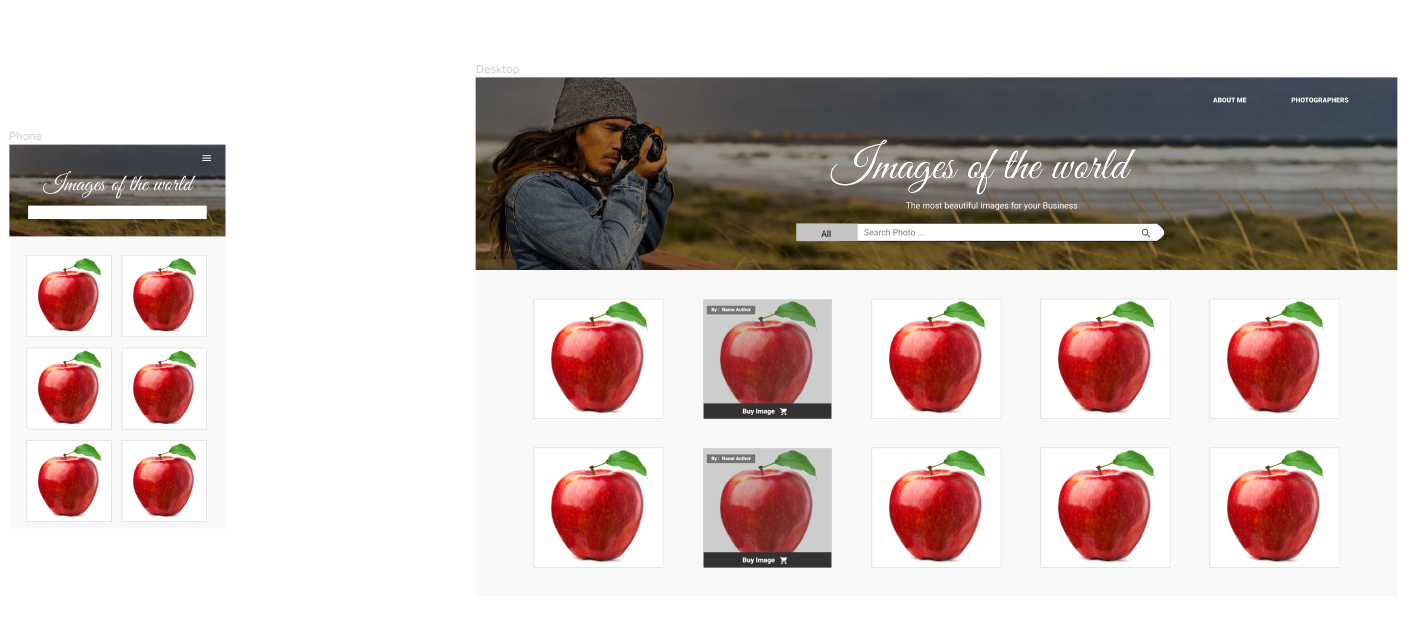 Phone
Images of the world
Desktop
ABOUT ME
PHOTOGRAPHERS
Images of the world
The most beautiful Images for your Business
All
Search Photo ...
By : Name Author
Buy Image
By : Name Author
Buy Image